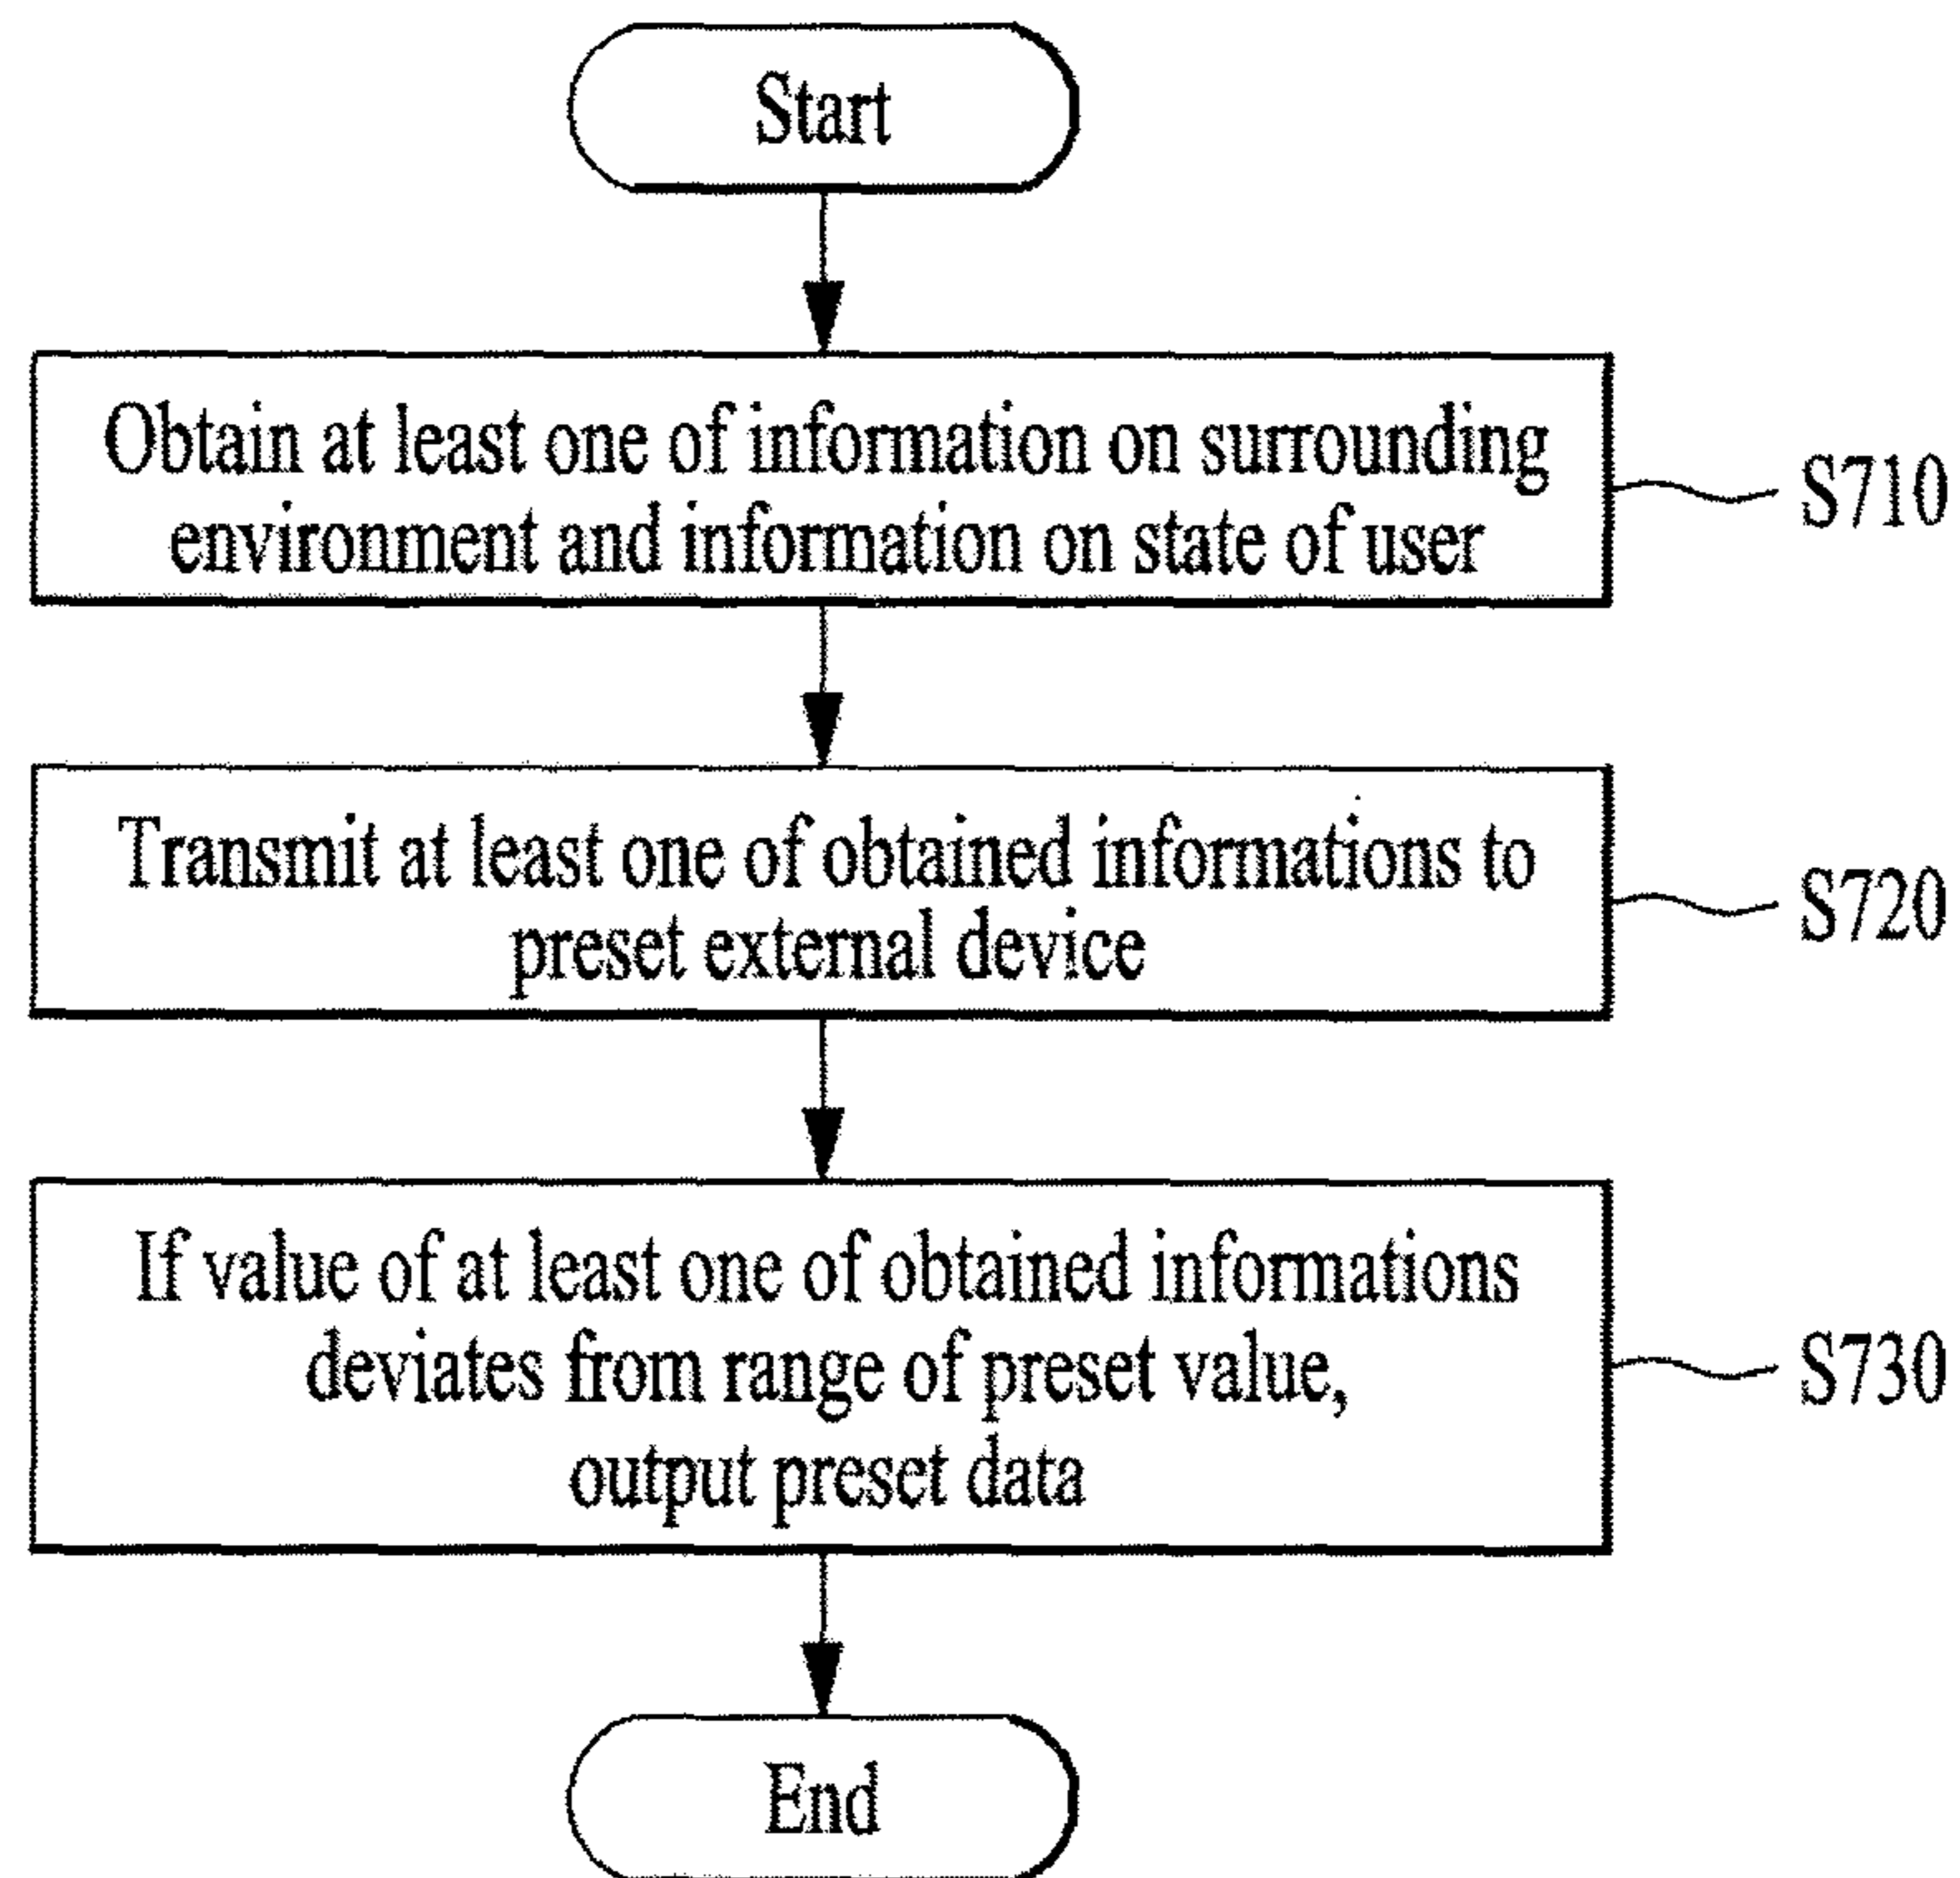 Start
Obtain at least one of information on surrounding
environment and information on state of user
S710
Transmit at least one of obtained informations to
preset external device
S720
If value of at least one of obtained informations
deviates from range of preset value,
output preset data
S730
End